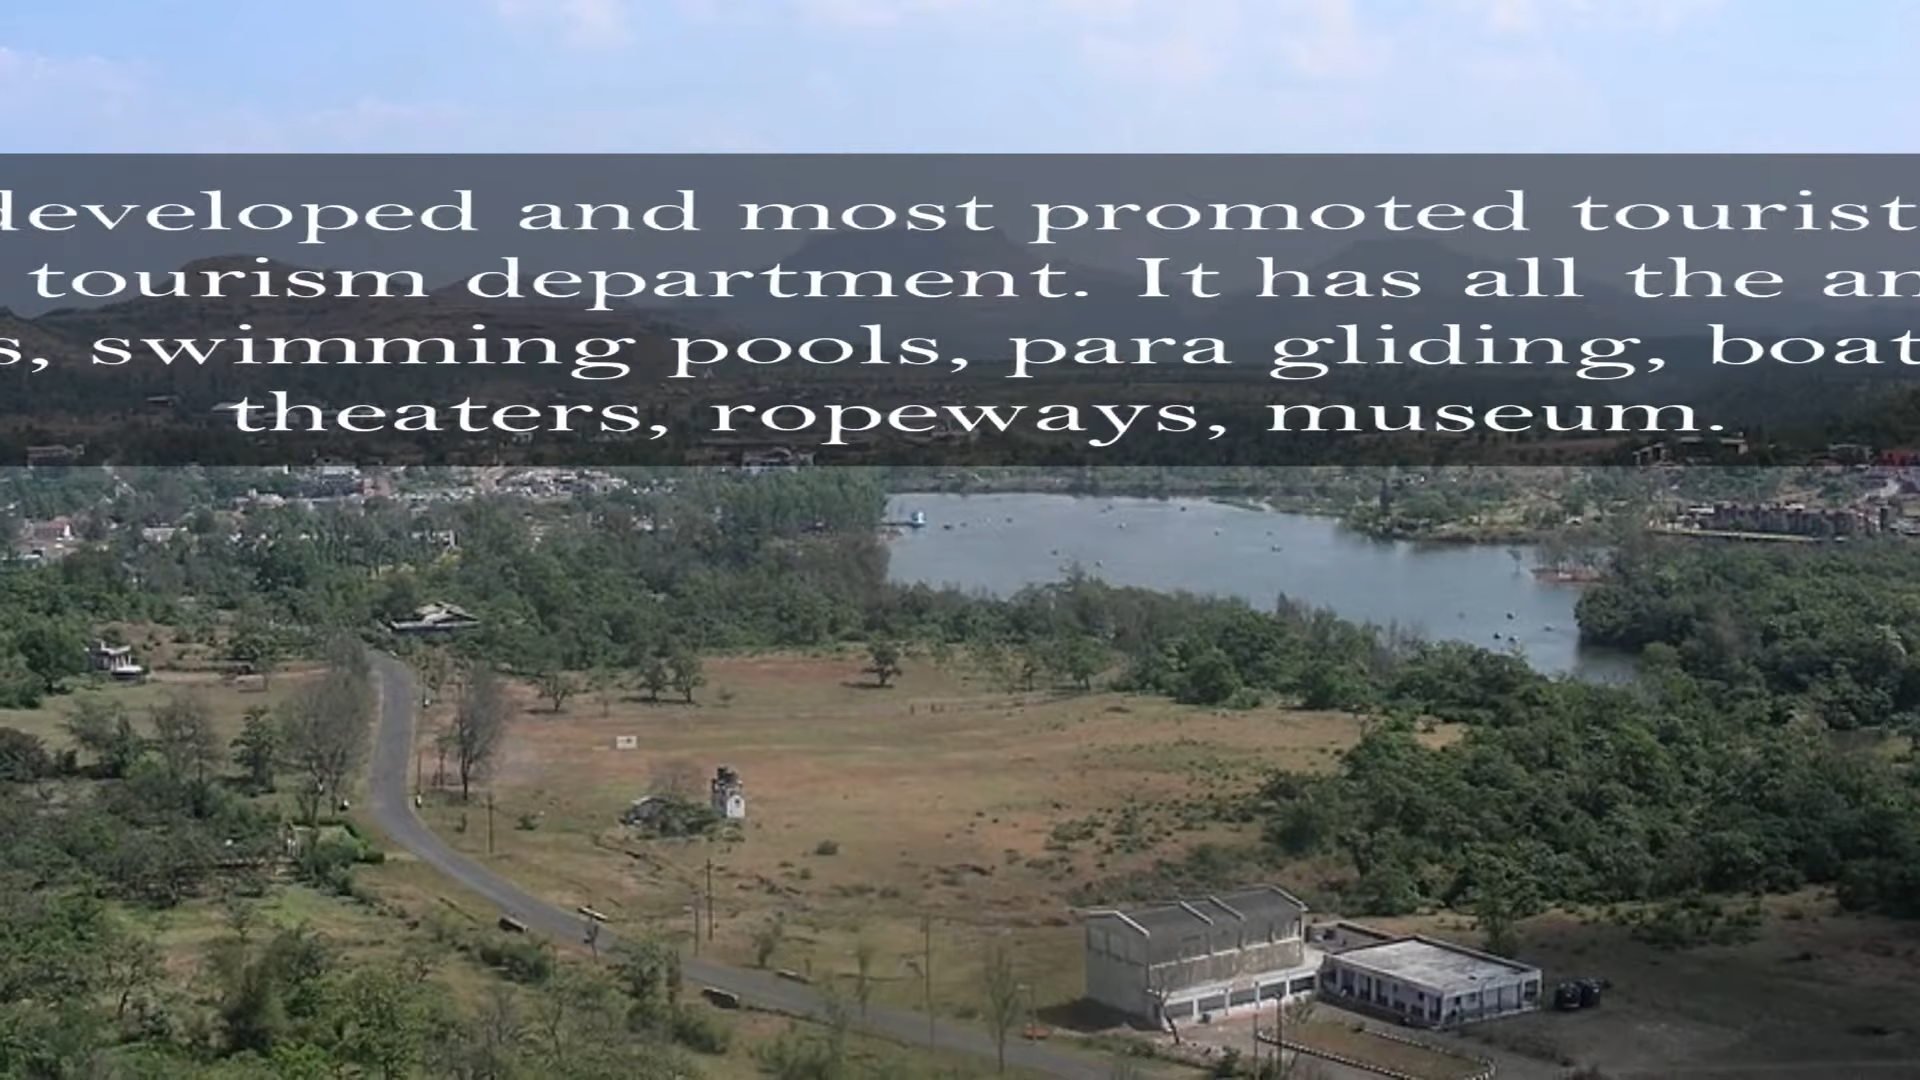 developed and most promoted tourist
tourism department. It has all the
swimming pools, para gliding,
theaters, ropeways, museum.